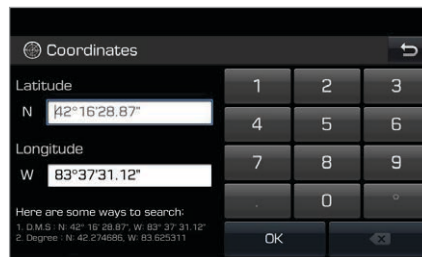 Coordinates
Latitude
N 42°16'28.87"
Longitude
W 83°37'31.12"
Here are some ways to search:
1. D.M.S : N: 42° 16' 28.87", W: 83° 37' 31.12"
2. Degree : N: 42.274686, W: 83.625311
1 2 3
4 5 6
7 8 9
. 0 °
OK